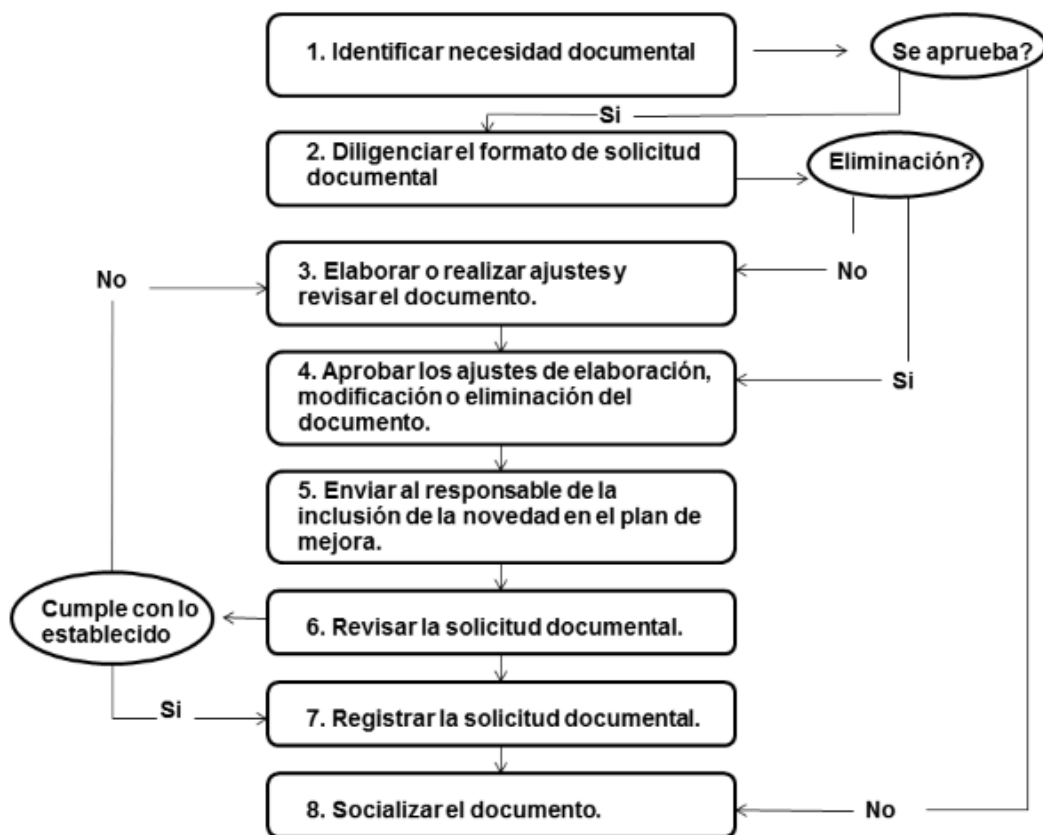 1. Identificar necesidad documental
Se aprueba?
Si
2. Diligenciar el formato de solicitud
documental
Eliminación?
No
No
3. Elaborar o realizar ajustes y
revisar el documento.
4. Aprobar los ajustes de elaboración,
modificación o eliminación del
documento.
Si
5. Enviar al responsable de la
inclusión de la novedad en el plan de
mejora.
Cumple con lo
establecido
6. Revisar la solicitud documental.
Si
7. Registrar la solicitud documental.
8. Socializar el documento.
No